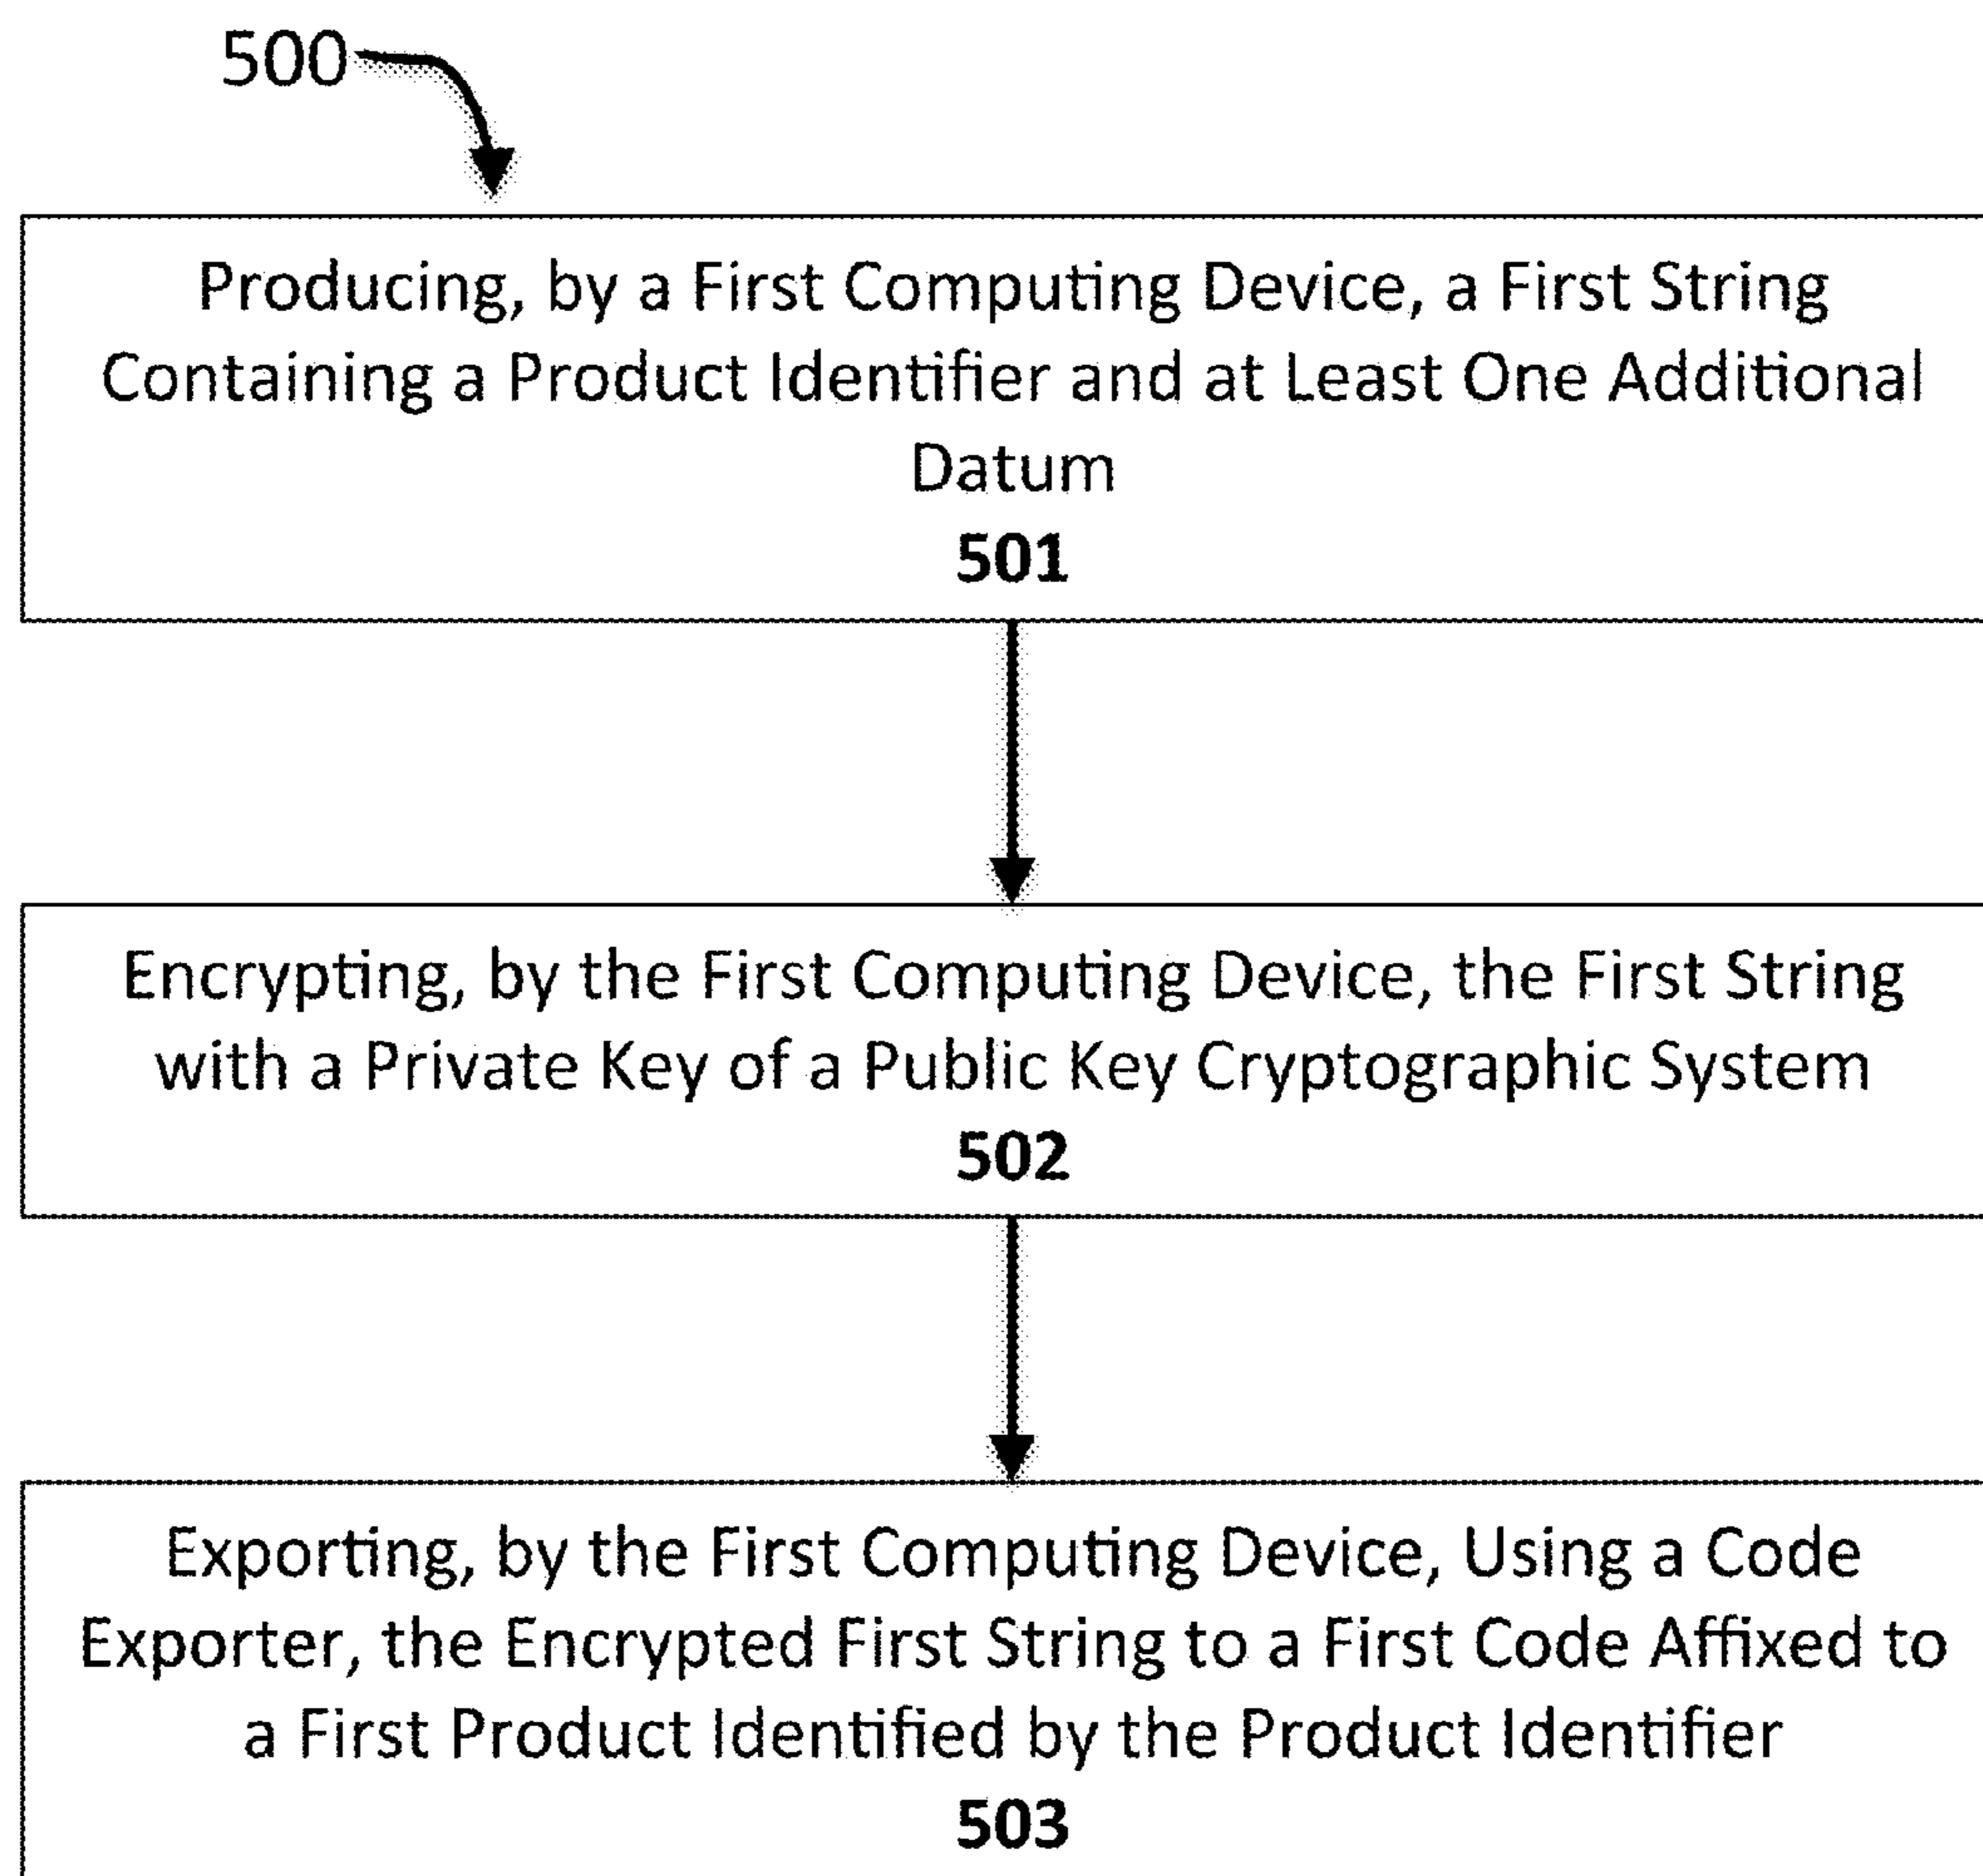 500
Producing, by a First Computing Device, a First String
Containing a Product Identifier and at Least One Additional
Datum
501
Encrypting, by the First Computing Device, the First String
with a Private Key of a Public Key Cryptographic System
502
Exporting, by the First Computing Device, Using a Code
Exporter, the Encrypted First String to a First Code Affixed to
a First Product Identified by the Product Identifier
503